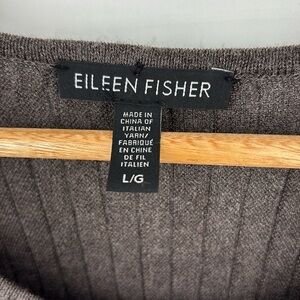 EILEEN FISHER
MADE IN
CHINA OF
ITALIAN
YARN/
FABRIQUÉ
EN CHINE
DE FIL
ITALIEN
L/G